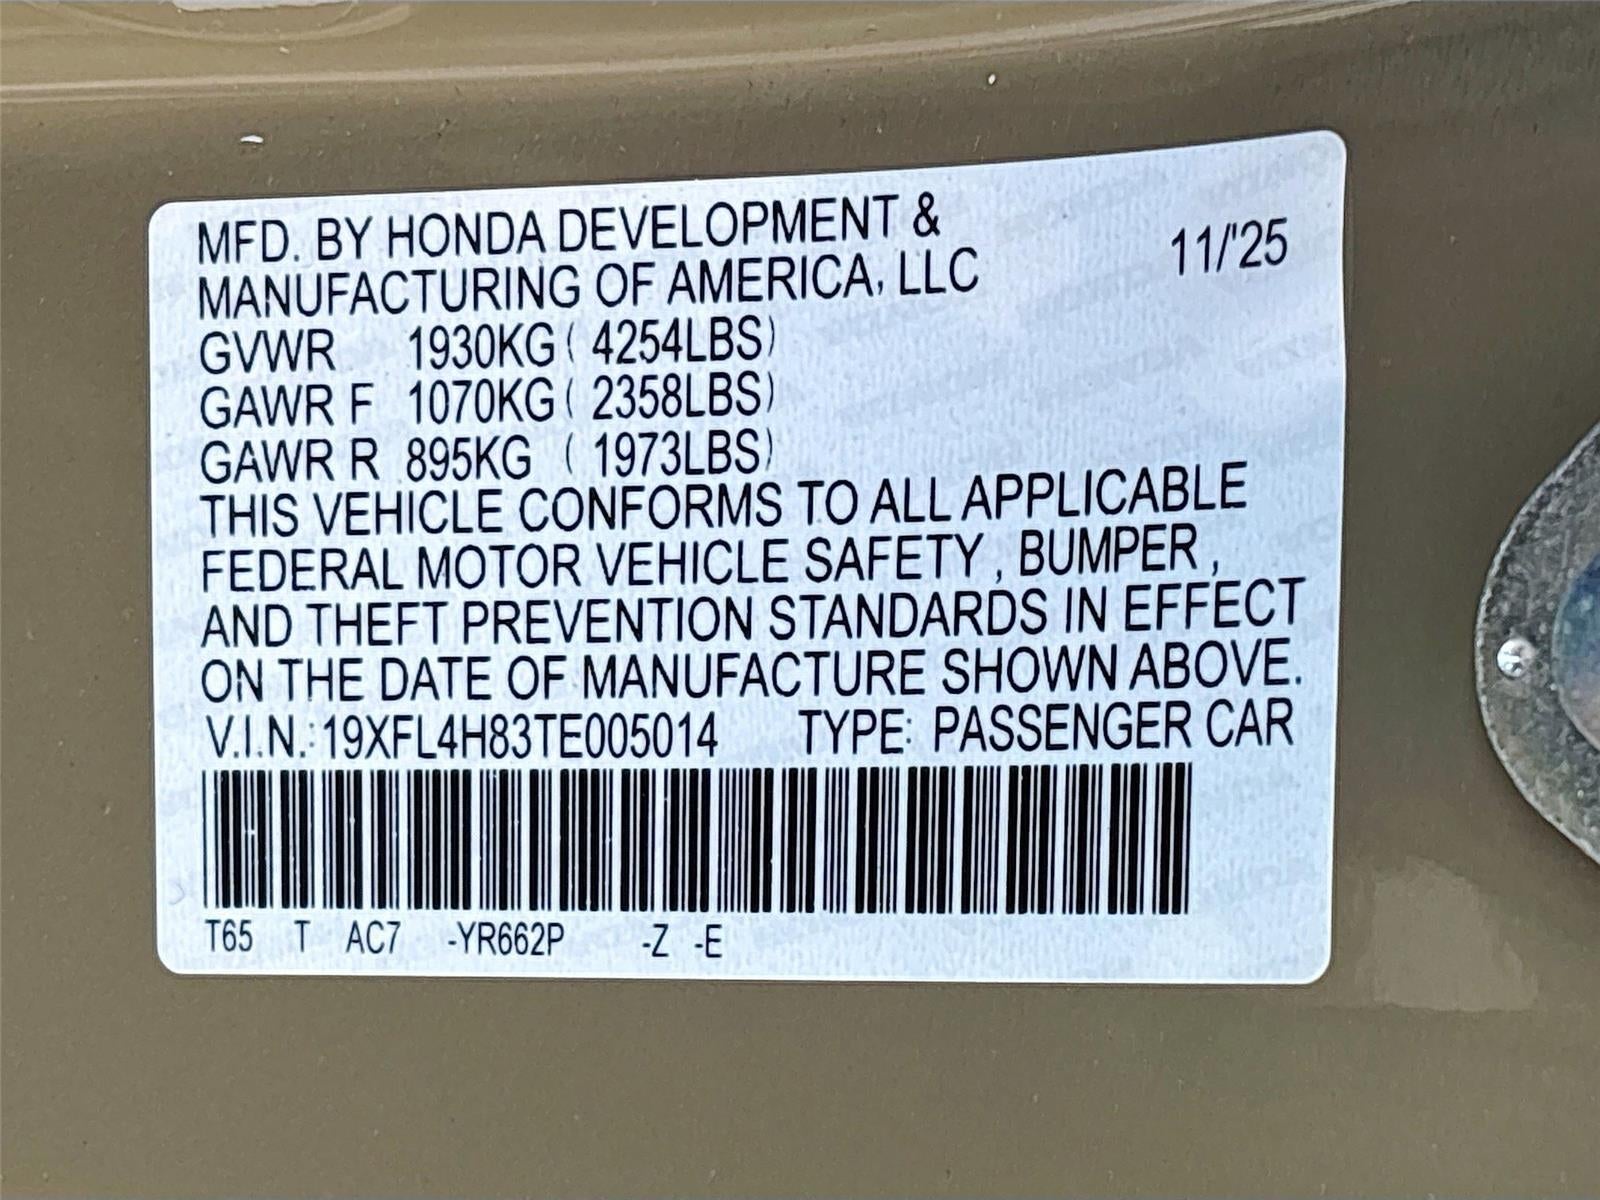 MFD. BY HONDA DEVELOPMENT & 11/'25
MANUFACTURING OF AMERICA, LLC
GVWR 1930KG ( 4254LBS)
GAWR F 1070KG ( 2358LBS)
GAWR R 895KG ( 1973LBS)
THIS VEHICLE CONFORMS TO ALL APPLICABLE
FEDERAL MOTOR VEHICLE SAFETY , BUMPER ,
AND THEFT PREVENTION STANDARDS IN EFFECT
ON THE DATE OF MANUFACTURE SHOWN ABOVE.
V.I.N.: 19XFL4H83TE005014 TYPE: PASSENGER CAR
T65 T AC7 -YR662P -Z -E